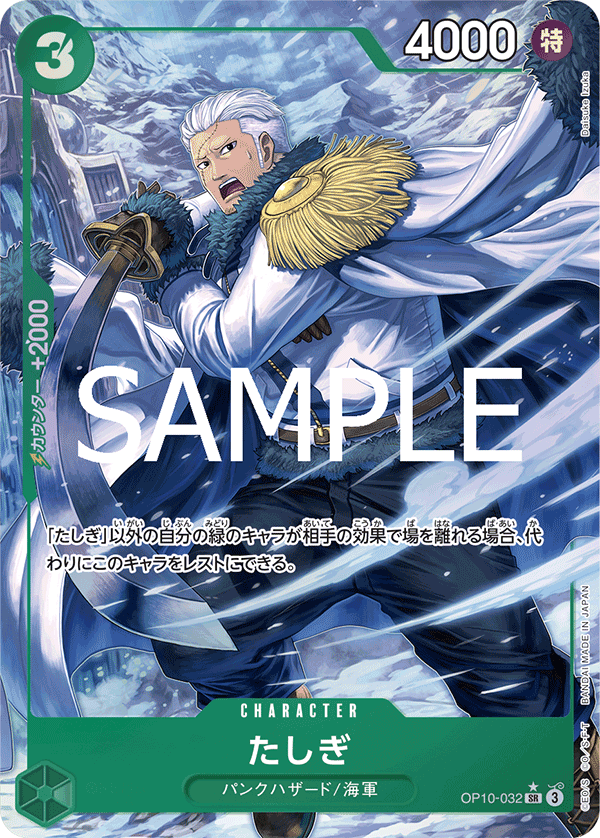 3
4000
特
Daisuke Izuka
カウンター +2000
SAMPLE
「たしぎ」以外の自分の緑のキャラが相手の効果で場を離れる場合、代
わりにこのキャラをレストにできる。
CHARACTER
たしぎ
パンクハザード/海軍
OP10-032 SR 3
©E.O/S ©O./S・F・T BANDAI MADE IN JAPAN